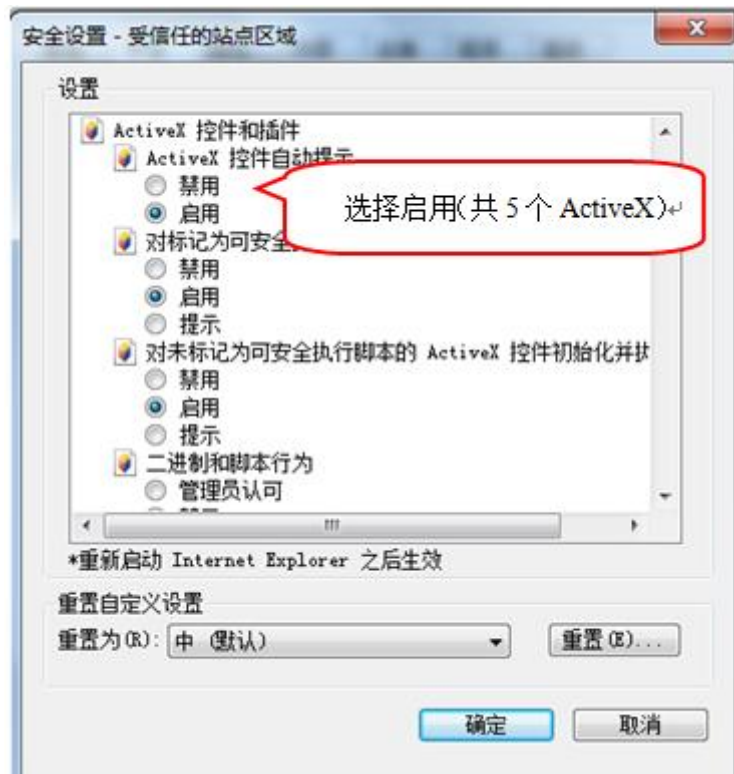 安全设置 - 受信任的站点区域
设置
ActiveX 控件和插件
ActiveX 控件自动提示
禁用
启用
选择启用(共 5 个 ActiveX)↵
对标记为可安全
禁用
启用
提示
对未标记为可安全执行脚本的 ActiveX 控件初始化并执
禁用
启用
提示
二进制和脚本行为
管理员认可
*重新启动 Internet Explorer 之后生效
重置自定义设置
重置为(R): 中 (默认)
重置(E)...
确定
取消